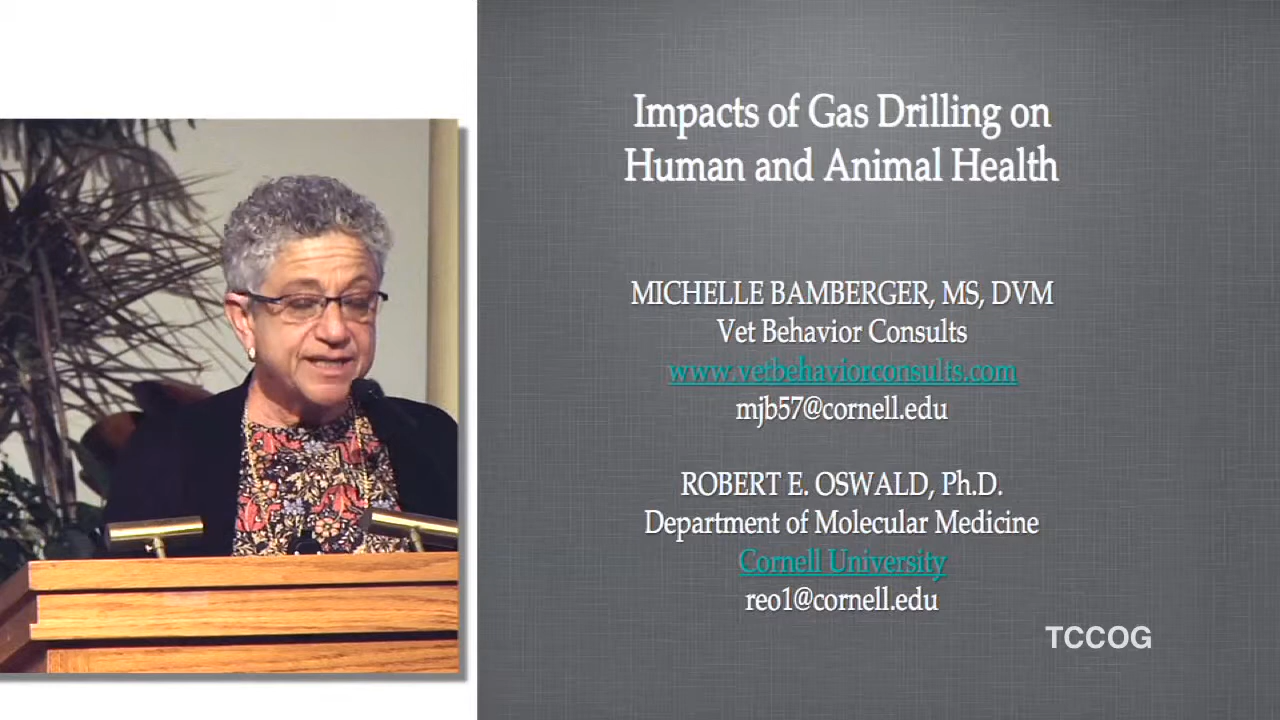 Impacts of Gas Drilling on
Human and Animal Health
MICHELLE BAMBERGER, MS, DVM
Vet Behavior Consults
www.vetbehaviorconsults.com
mjb57@cornell.edu
ROBERT E. OSWALD, Ph.D.
Department of Molecular Medicine
Cornell University
reo1@cornell.edu
TCCOG